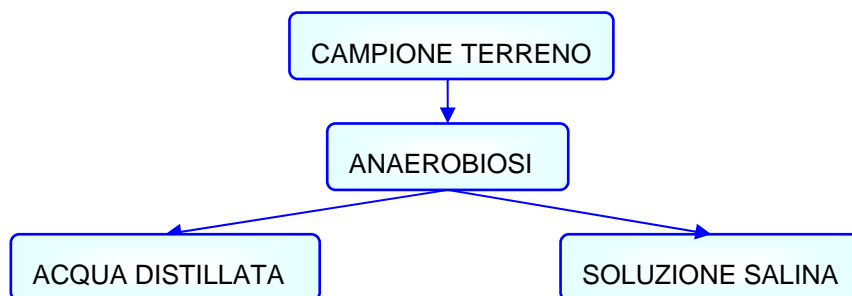 CAMPIONE TERRENO
ANAEROBIOSI
ACQUA DISTILLATA
SOLUZIONE SALINA